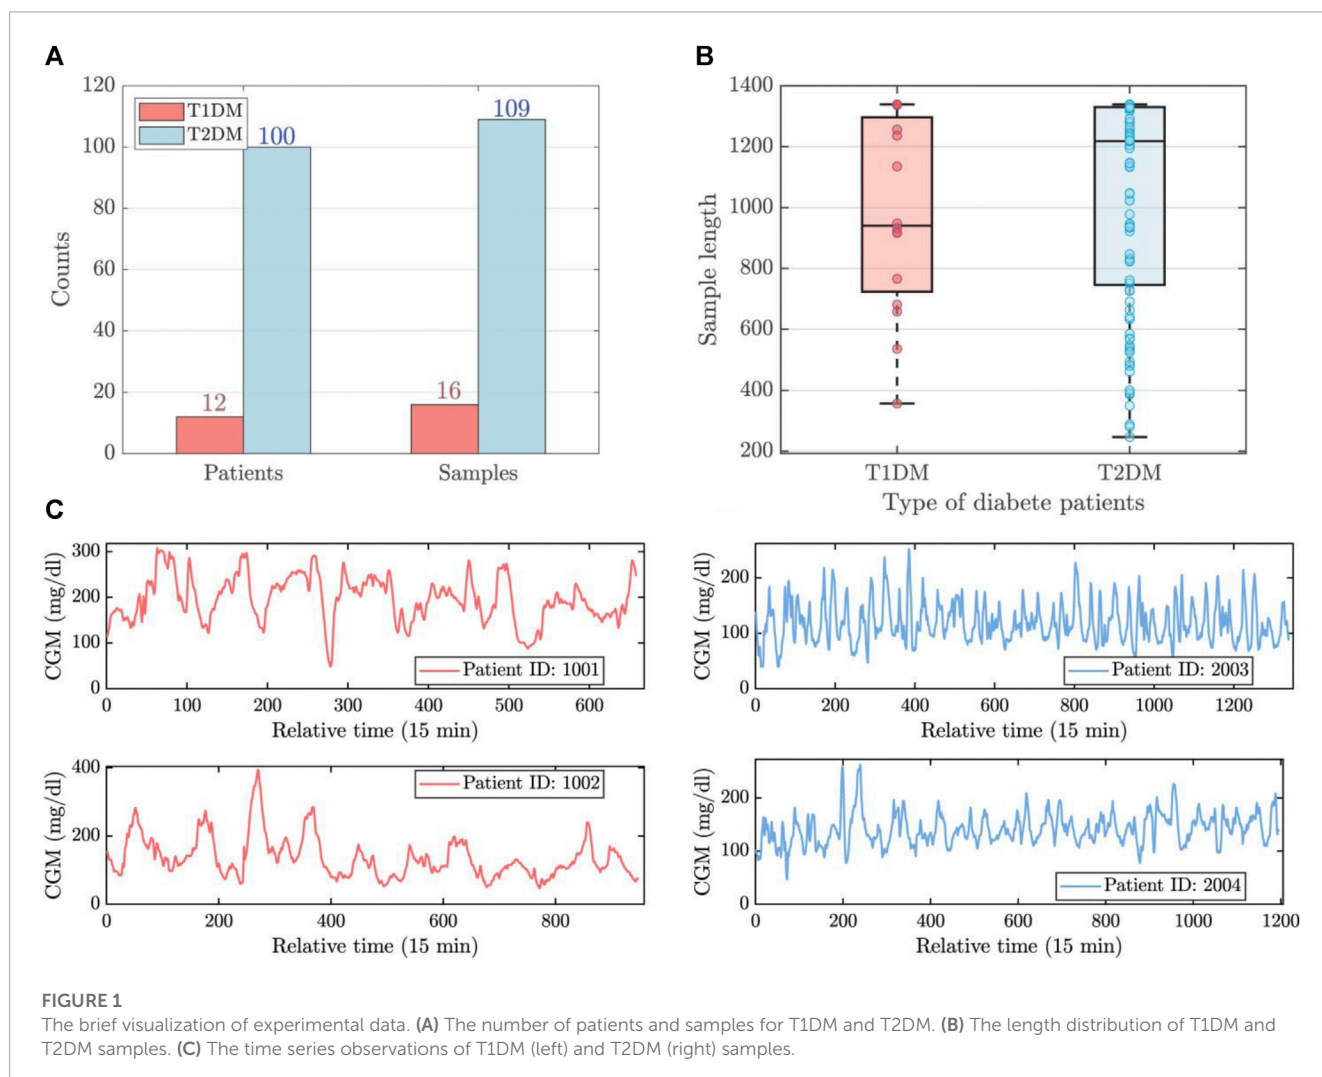 A
120
100
80
60
40
20
0
Counts
T1DM
T2DM
12
100
16
109
Patients
Samples
B
1400
1200
1000
800
600
400
200
Sample length
T1DM
T2DM
Type of diabete patients
C
300
200
100
0
CGM (mg/dl)
Patient ID: 1001
0 100 200 300 400 500 600
Relative time (15 min)
200
100
0
CGM (mg/dl)
Patient ID: 2003
0 200 400 600 800 1000 1200
Relative time (15 min)
400
200
0
CGM (mg/dl)
Patient ID: 1002
0 200 400 600 800
Relative time (15 min)
200
100
0
CGM (mg/dl)
Patient ID: 2004
0 200 400 600 800 1000 1200
Relative time (15 min)
FIGURE 1
The brief visualization of experimental data. (A) The number of patients and samples for T1DM and T2DM. (B) The length distribution of T1DM and
T2DM samples. (C) The time series observations of T1DM (left) and T2DM (right) samples.